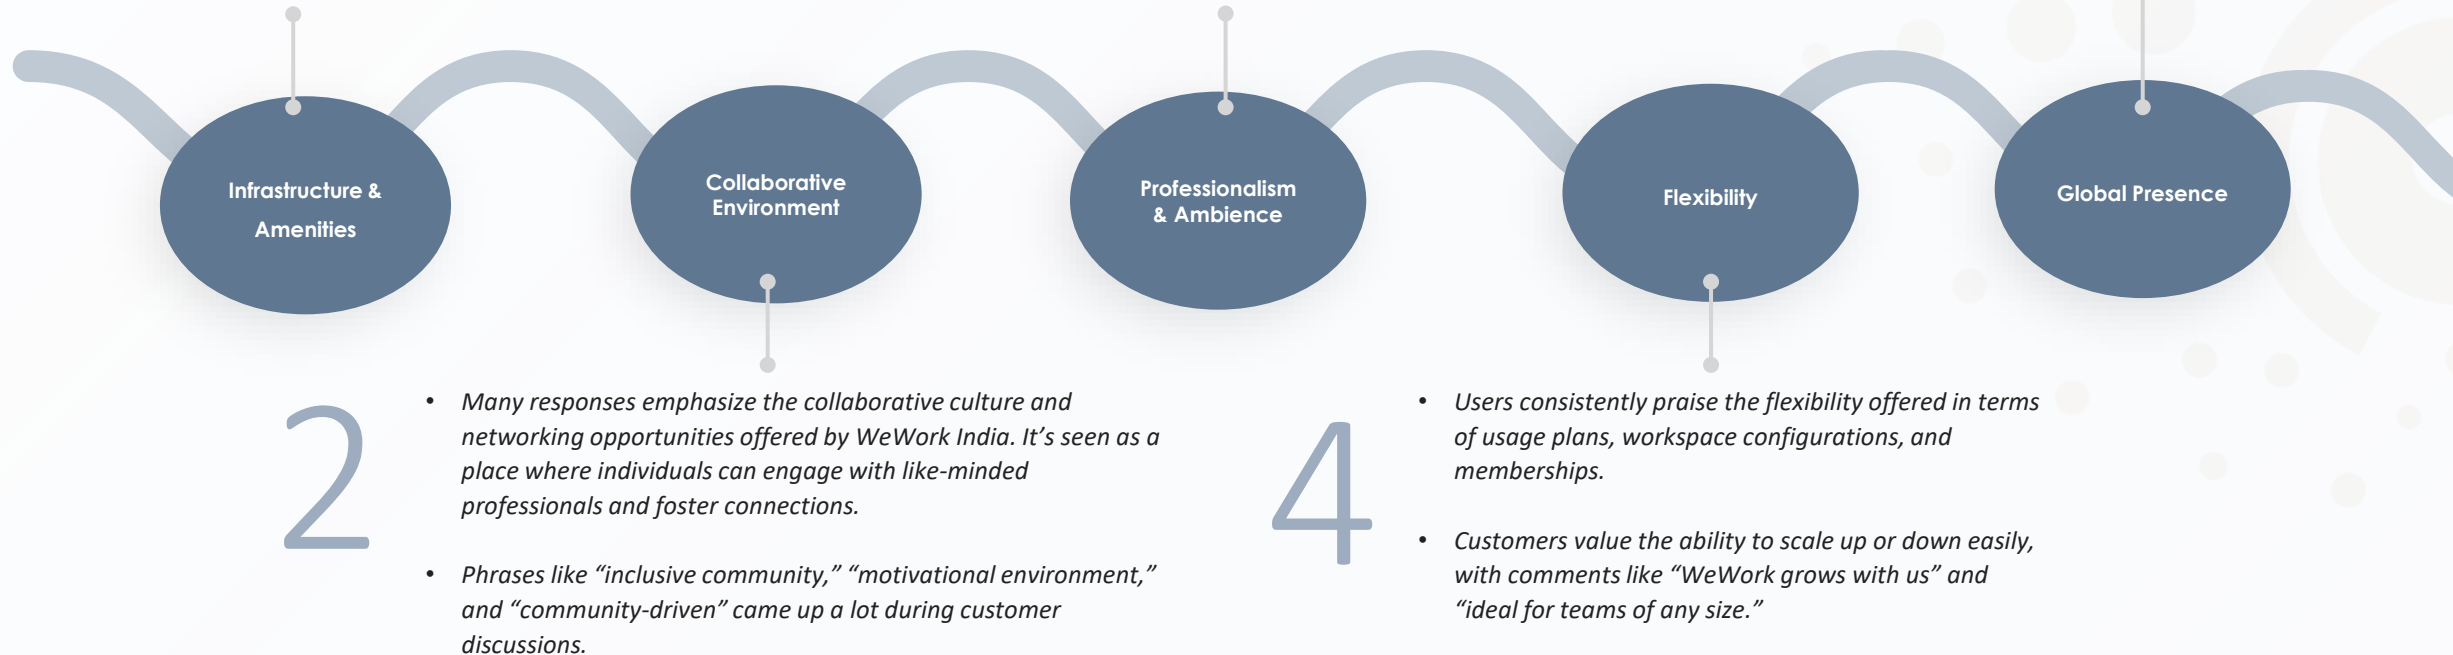 Infrastructure &
Amenities
Collaborative
Environment
Professionalism
& Ambience
Flexibility
Global Presence
2
• Many responses emphasize the collaborative culture and
networking opportunities offered by WeWork India. It’s seen as a
place where individuals can engage with like-minded
professionals and foster connections.
• Phrases like “inclusive community,” “motivational environment,”
and “community-driven” came up a lot during customer
discussions.
4
• Users consistently praise the flexibility offered in terms
of usage plans, workspace configurations, and
memberships.
• Customers value the ability to scale up or down easily,
with comments like “WeWork grows with us” and
“ideal for teams of any size.”